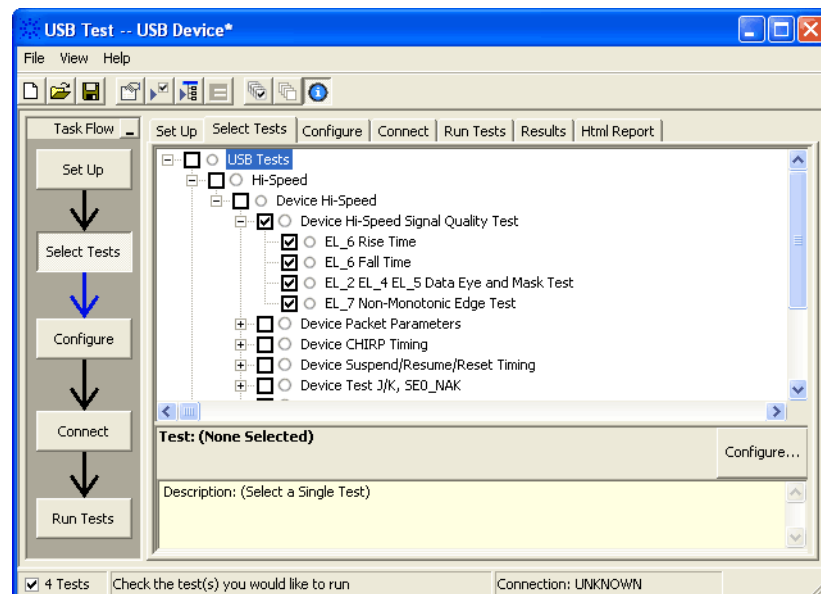 USB Test -- USB Device*
File View Help
Task Flow
Set Up
Select Tests
Configure
Connect
Run Tests
Set Up Select Tests Configure Connect Run Tests Results Html Report
USB Tests
Hi-Speed
Device Hi-Speed
Device Hi-Speed Signal Quality Test
EL_6 Rise Time
EL_6 Fall Time
EL_2 EL_4 EL_5 Data Eye and Mask Test
EL_7 Non-Monotonic Edge Test
Device Packet Parameters
Device CHIRP Timing
Device Suspend/Resume/Reset Timing
Device Test J/K, SE0_NAK
Test: (None Selected)
Configure...
Description: (Select a Single Test)
4 Tests Check the test(s) you would like to run Connection: UNKNOWN